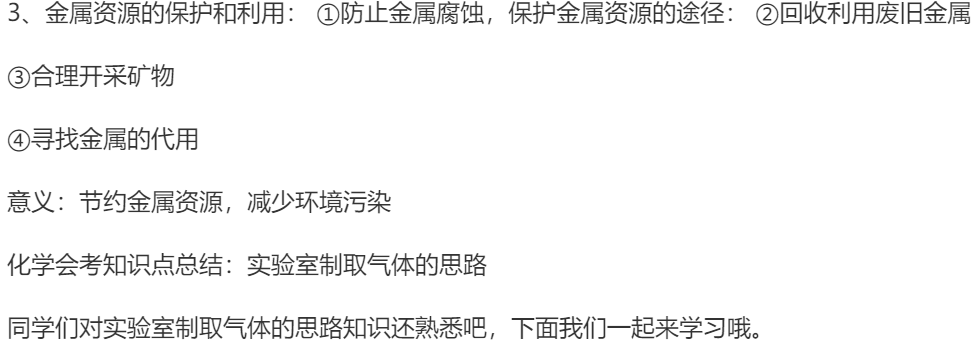 3、金属资源的保护和利用： ①防止金属腐蚀，保护金属资源的途径： ②回收利用废旧金属
③合理开采矿物
④寻找金属的代用
意义：节约金属资源，减少环境污染
化学会考知识点总结：实验室制取气体的思路
同学们对实验室制取气体的思路知识还熟悉吧，下面我们一起来学习哦。